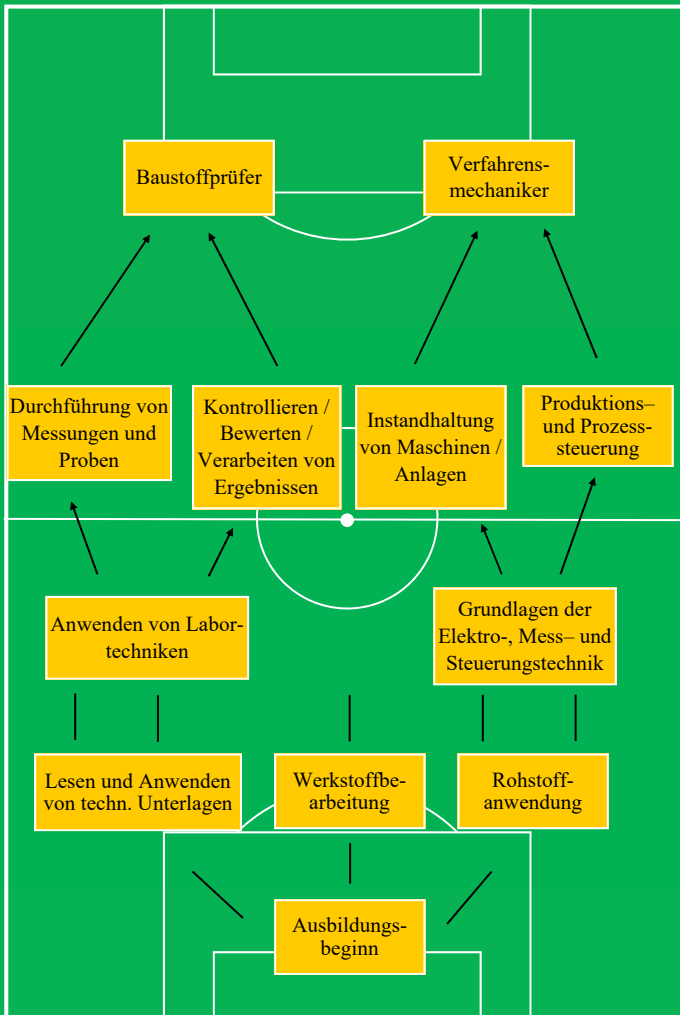 Baustoffprüfer
Verfahrens-
mechaniker
Durchführung von
Messungen und
Proben
Kontrollieren /
Bewerten /
Verarbeiten von
Ergebnissen
Instandhaltung
von Maschinen /
Anlagen
Produktions–
und Prozess-
steuerung
Anwenden von Labor-
techniken
Grundlagen der
Elektro-, Mess– und
Steuerungstechnik
Lesen und Anwenden
von techn. Unterlagen
Werkstoffbe-
arbeitung
Rohstoff-
anwendung
Ausbildungs-
beginn